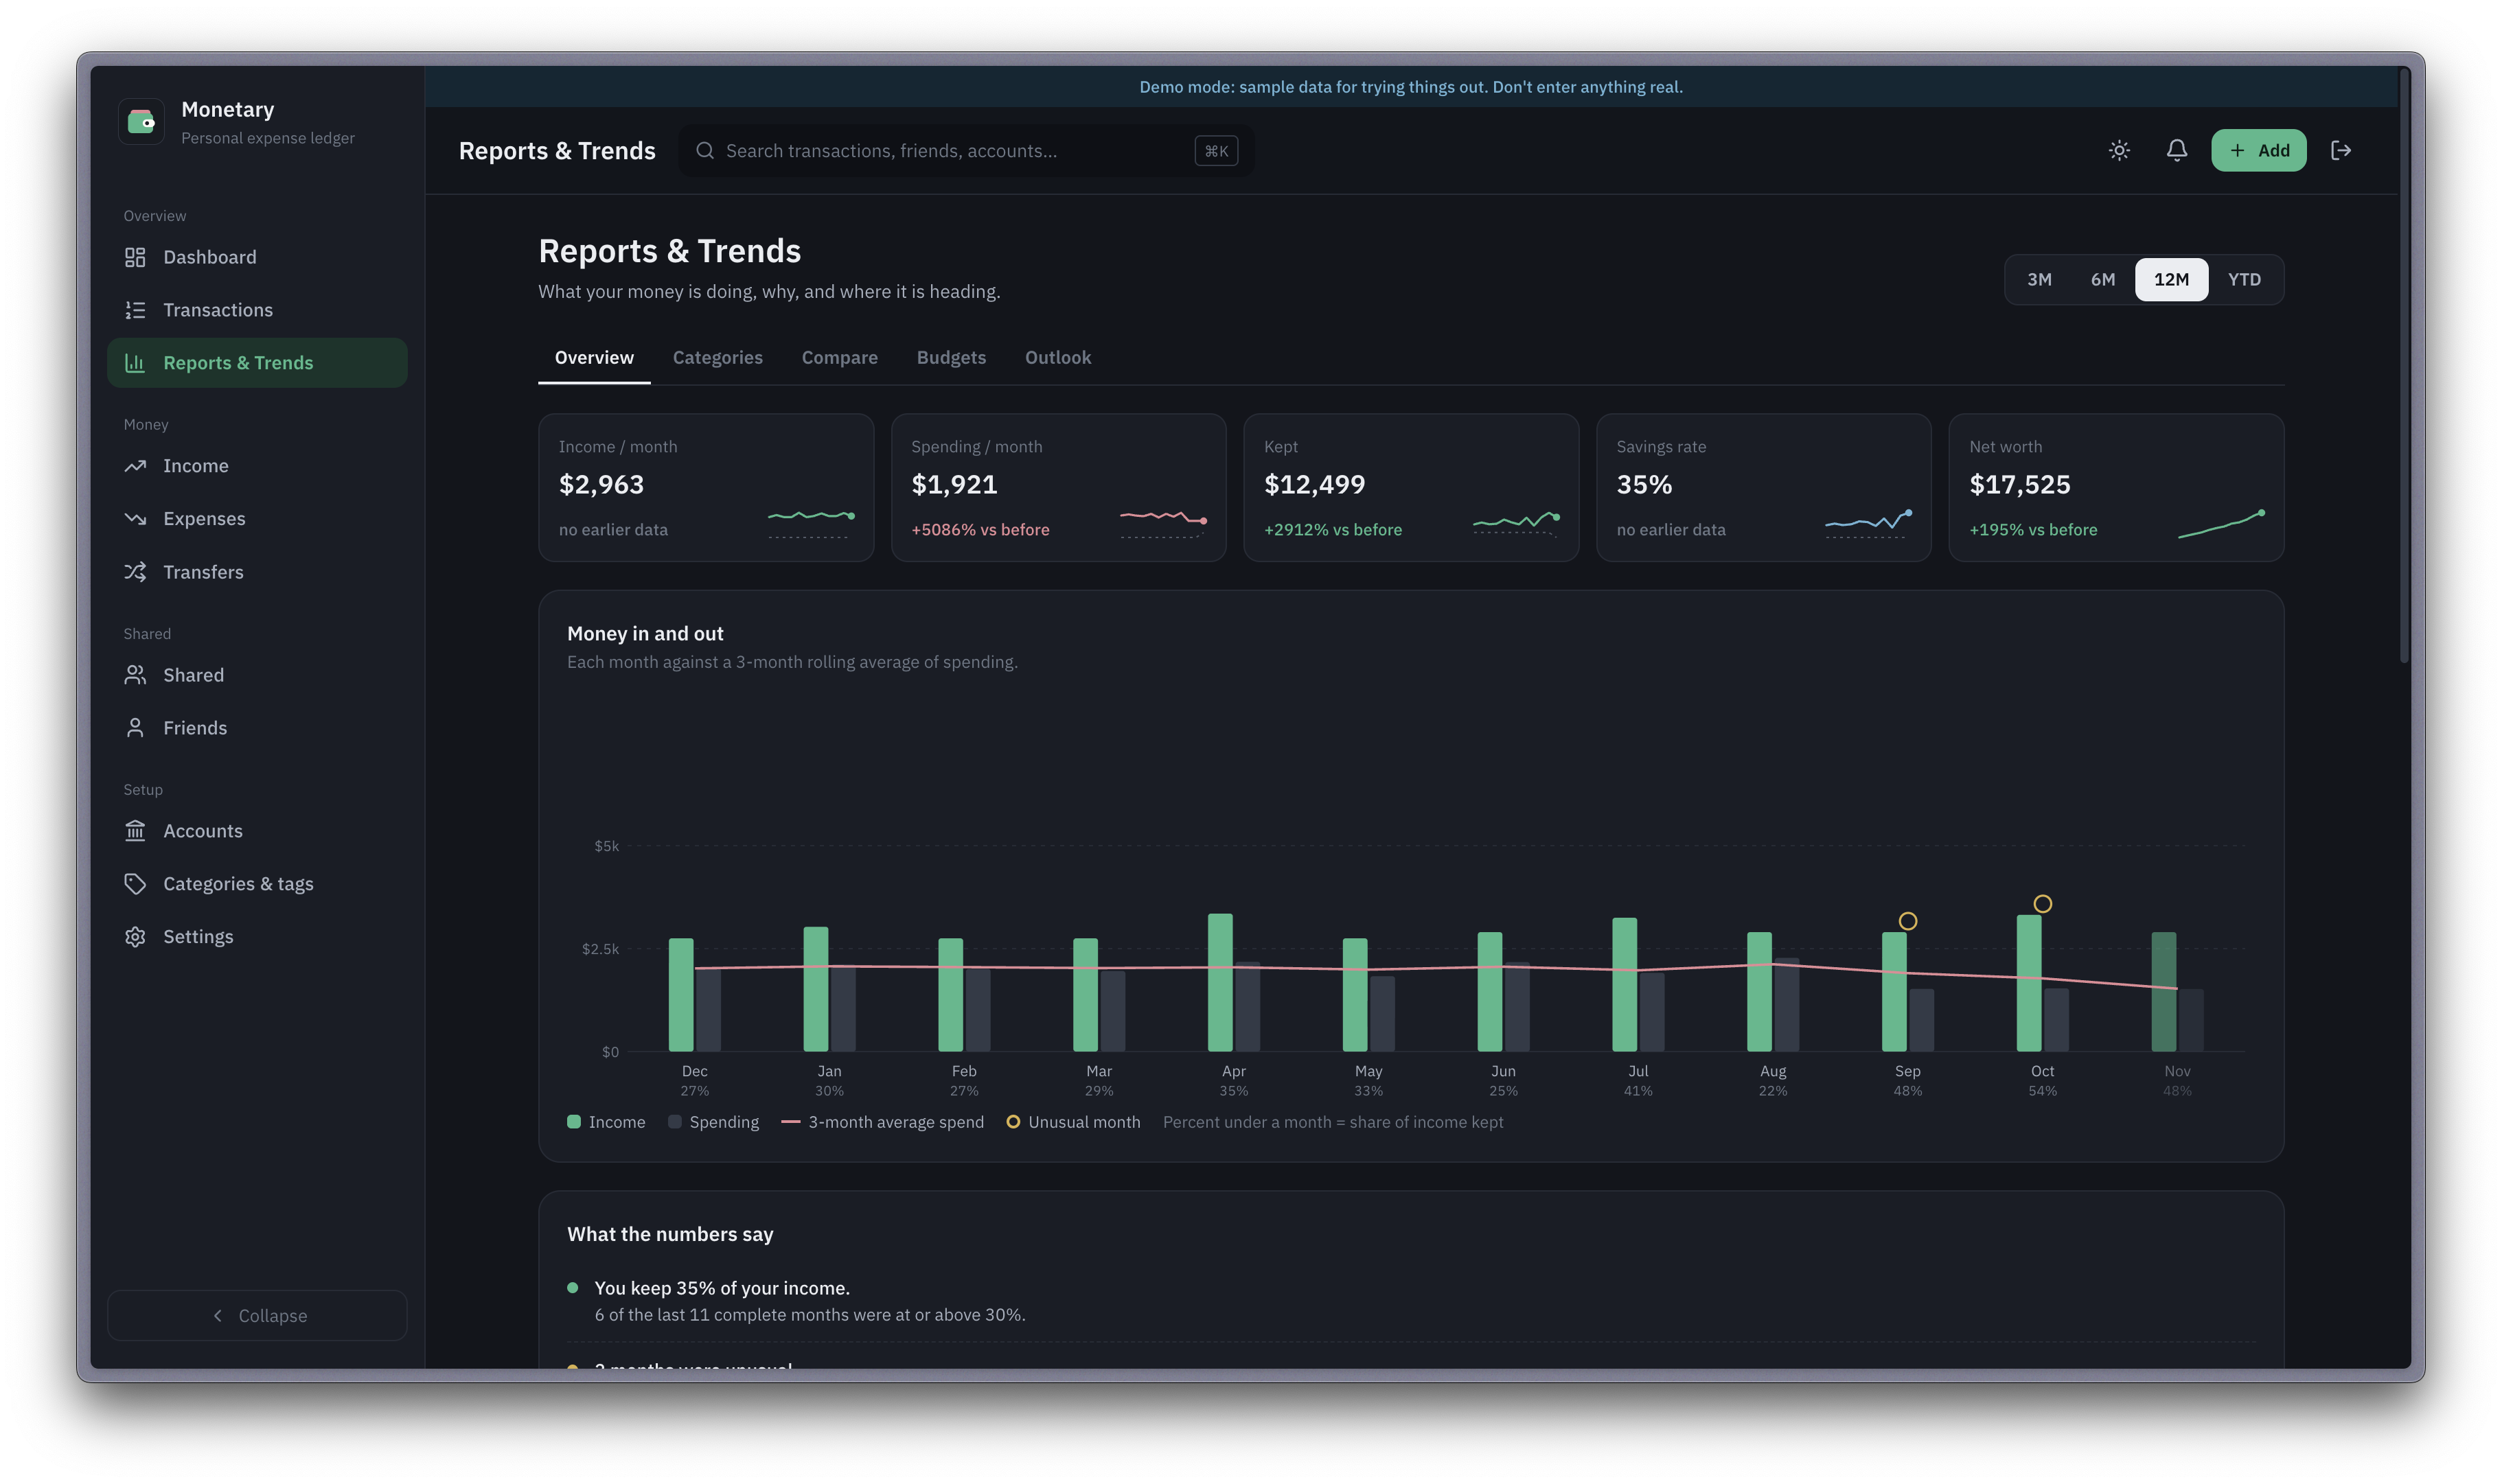 Demo mode: sample data for trying things out. Don't enter anything real.
Monetary
Personal expense ledger
Overview
Dashboard
Transactions
Reports & Trends
Money
Income
Expenses
Transfers
Shared
Shared
Friends
Setup
Accounts
Categories & tags
Settings
Collapse
Reports & Trends
Search transactions, friends, accounts...
⌘K
+ Add
Reports & Trends
What your money is doing, why, and where it is heading.
3M 6M 12M YTD
Overview Categories Compare Budgets Outlook
Income / month
$2,963
no earlier data
Spending / month
$1,921
+5086% vs before
Kept
$12,499
+2912% vs before
Savings rate
35%
no earlier data
Net worth
$17,525
+195% vs before
Money in and out
Each month against a 3-month rolling average of spending.
$5k
$2.5k
$0
Dec Jan Feb Mar Apr May Jun Jul Aug Sep Oct Nov
27% 30% 27% 29% 35% 33% 25% 41% 22% 48% 54% 48%
Income Spending 3-month average spend Unusual month Percent under a month = share of income kept
What the numbers say
You keep 35% of your income.
6 of the last 11 complete months were at or above 30%.
months were unusual